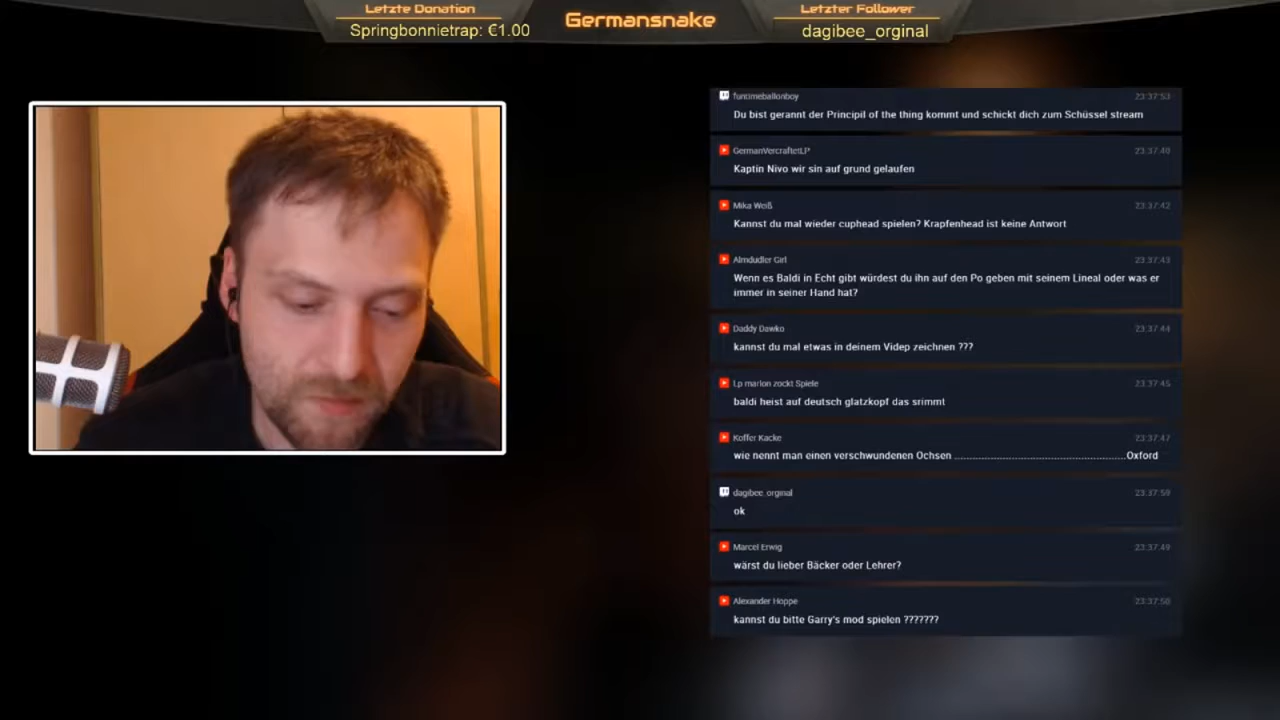 Letzte Donation
Springbonnietrap: €1.00
Germansnake
Letzter Follower
dagibee_orginal
funtimeballonboy 23:37:53
Du bist gerannt der Principil of the thing kommt und schickt dich zum Schüssel stream
GermanVercraftetLP 23:37:40
Kaptin Nivo wir sin auf grund gelaufen
Mika Weiß 23:37:42
Kannst du mal wieder cuphead spielen? Krapfenhead ist keine Antwort
Almdudler Girl 23:37:43
Wenn es Baldi in Echt gibt würdest du ihn auf den Po geben mit seinem Lineal oder was er
immer in seiner Hand hat?
Daddy Dawko 23:37:44
kannst du mal etwas in deinem Videp zeichnen ???
Lp marlon zockt Spiele 23:37:45
baldi heist auf deutsch glatzkopf das srimmt
Koffer Kacke 23:37:47
wie nennt man einen verschwundenen Ochsen ..........................................................Oxford
dagibee_orginal 23:37:59
ok
Marcel Erwig 23:37:49
wärst du lieber Bäcker oder Lehrer?
Alexander Hoppe 23:37:50
kannst du bitte Garry's mod spielen ???????